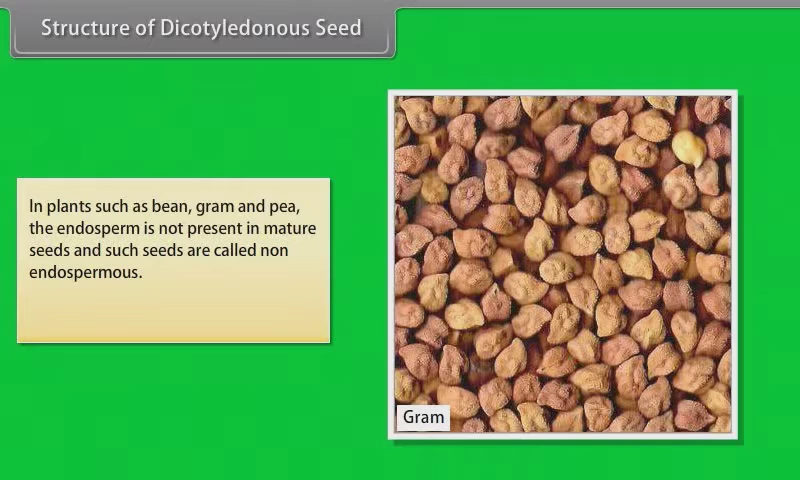 Structure of Dicotyledonous Seed
In plants such as bean, gram and pea,
the endosperm is not present in mature
seeds and such seeds are called non
endospermous.
Gram